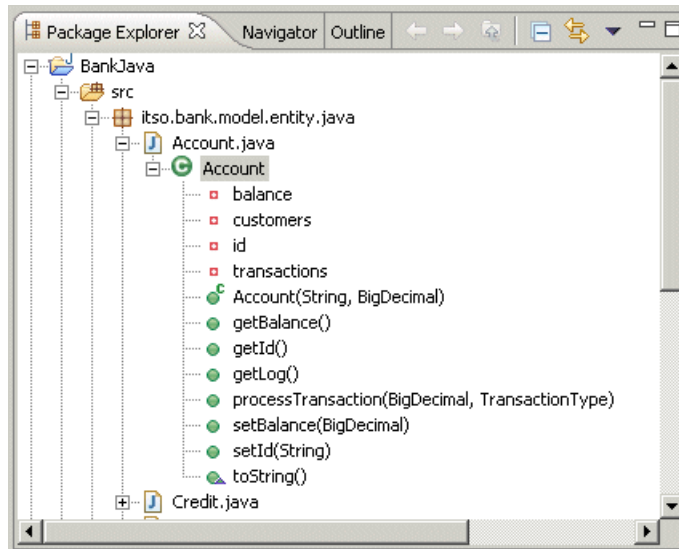 Package Explorer Navigator Outline
BankJava
src
itso.bank.model.entity.java
Account.java
Account
balance
customers
id
transactions
Account(String, BigDecimal)
getBalance()
getId()
getLog()
processTransaction(BigDecimal, TransactionType)
setBalance(BigDecimal)
setId(String)
toString()
Credit.java